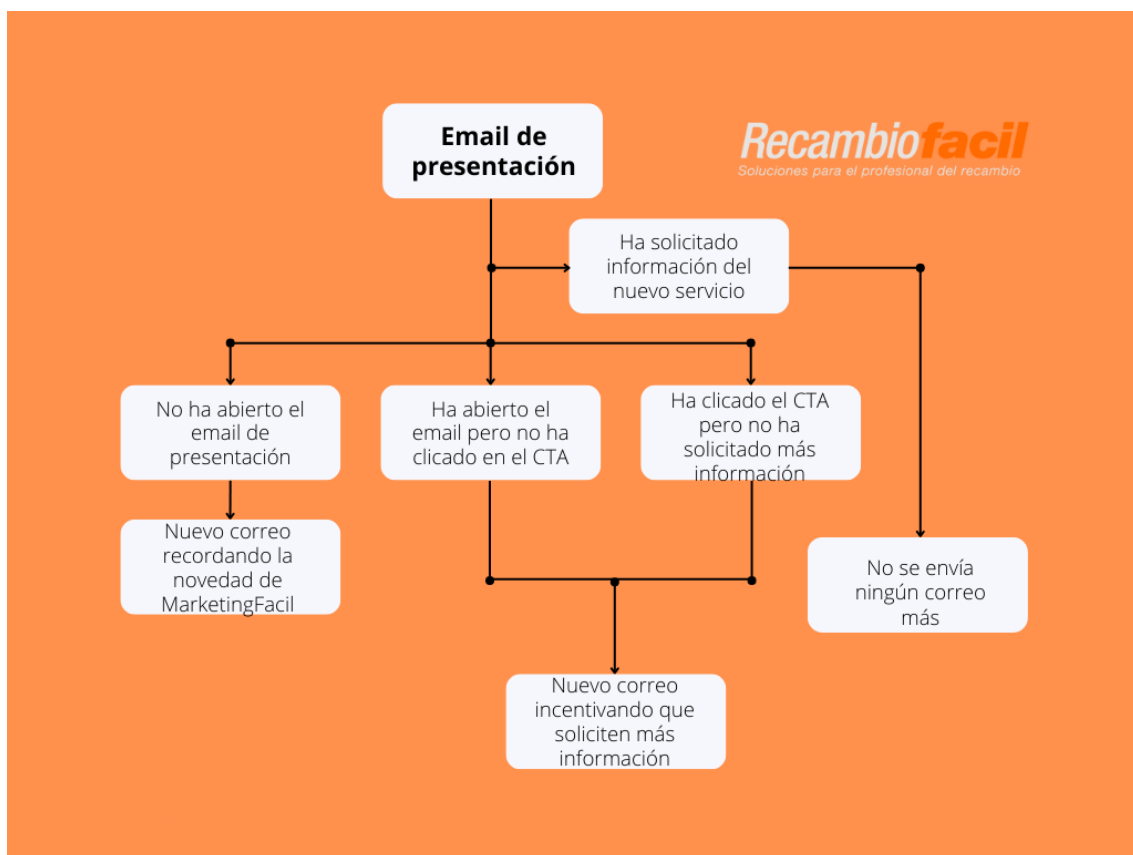 Email de
presentación
Recambiofacil
Soluciones para el profesional del recambio
Ha solicitado
información del
nuevo servicio
No ha abierto el
email de
presentación
Ha abierto el
email pero no ha
clicado en el CTA
Ha clicado el CTA
pero no ha
solicitado más
información
Nuevo correo
recordando la
novedad de
MarketingFacil
No se envía
ningún correo
más
Nuevo correo
incentivando que
soliciten más
información